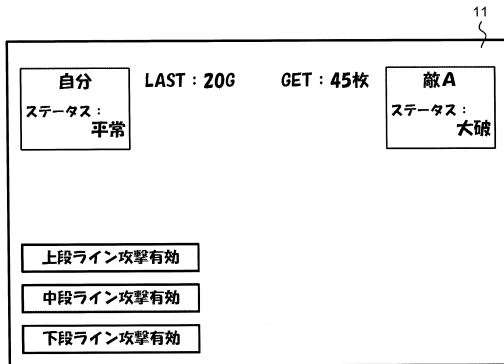 11
自分
ステータス：
平常
LAST：20G
GET：45枚
敵A
ステータス：
大破
上段ライン攻撃有効
中段ライン攻撃有効
下段ライン攻撃有効